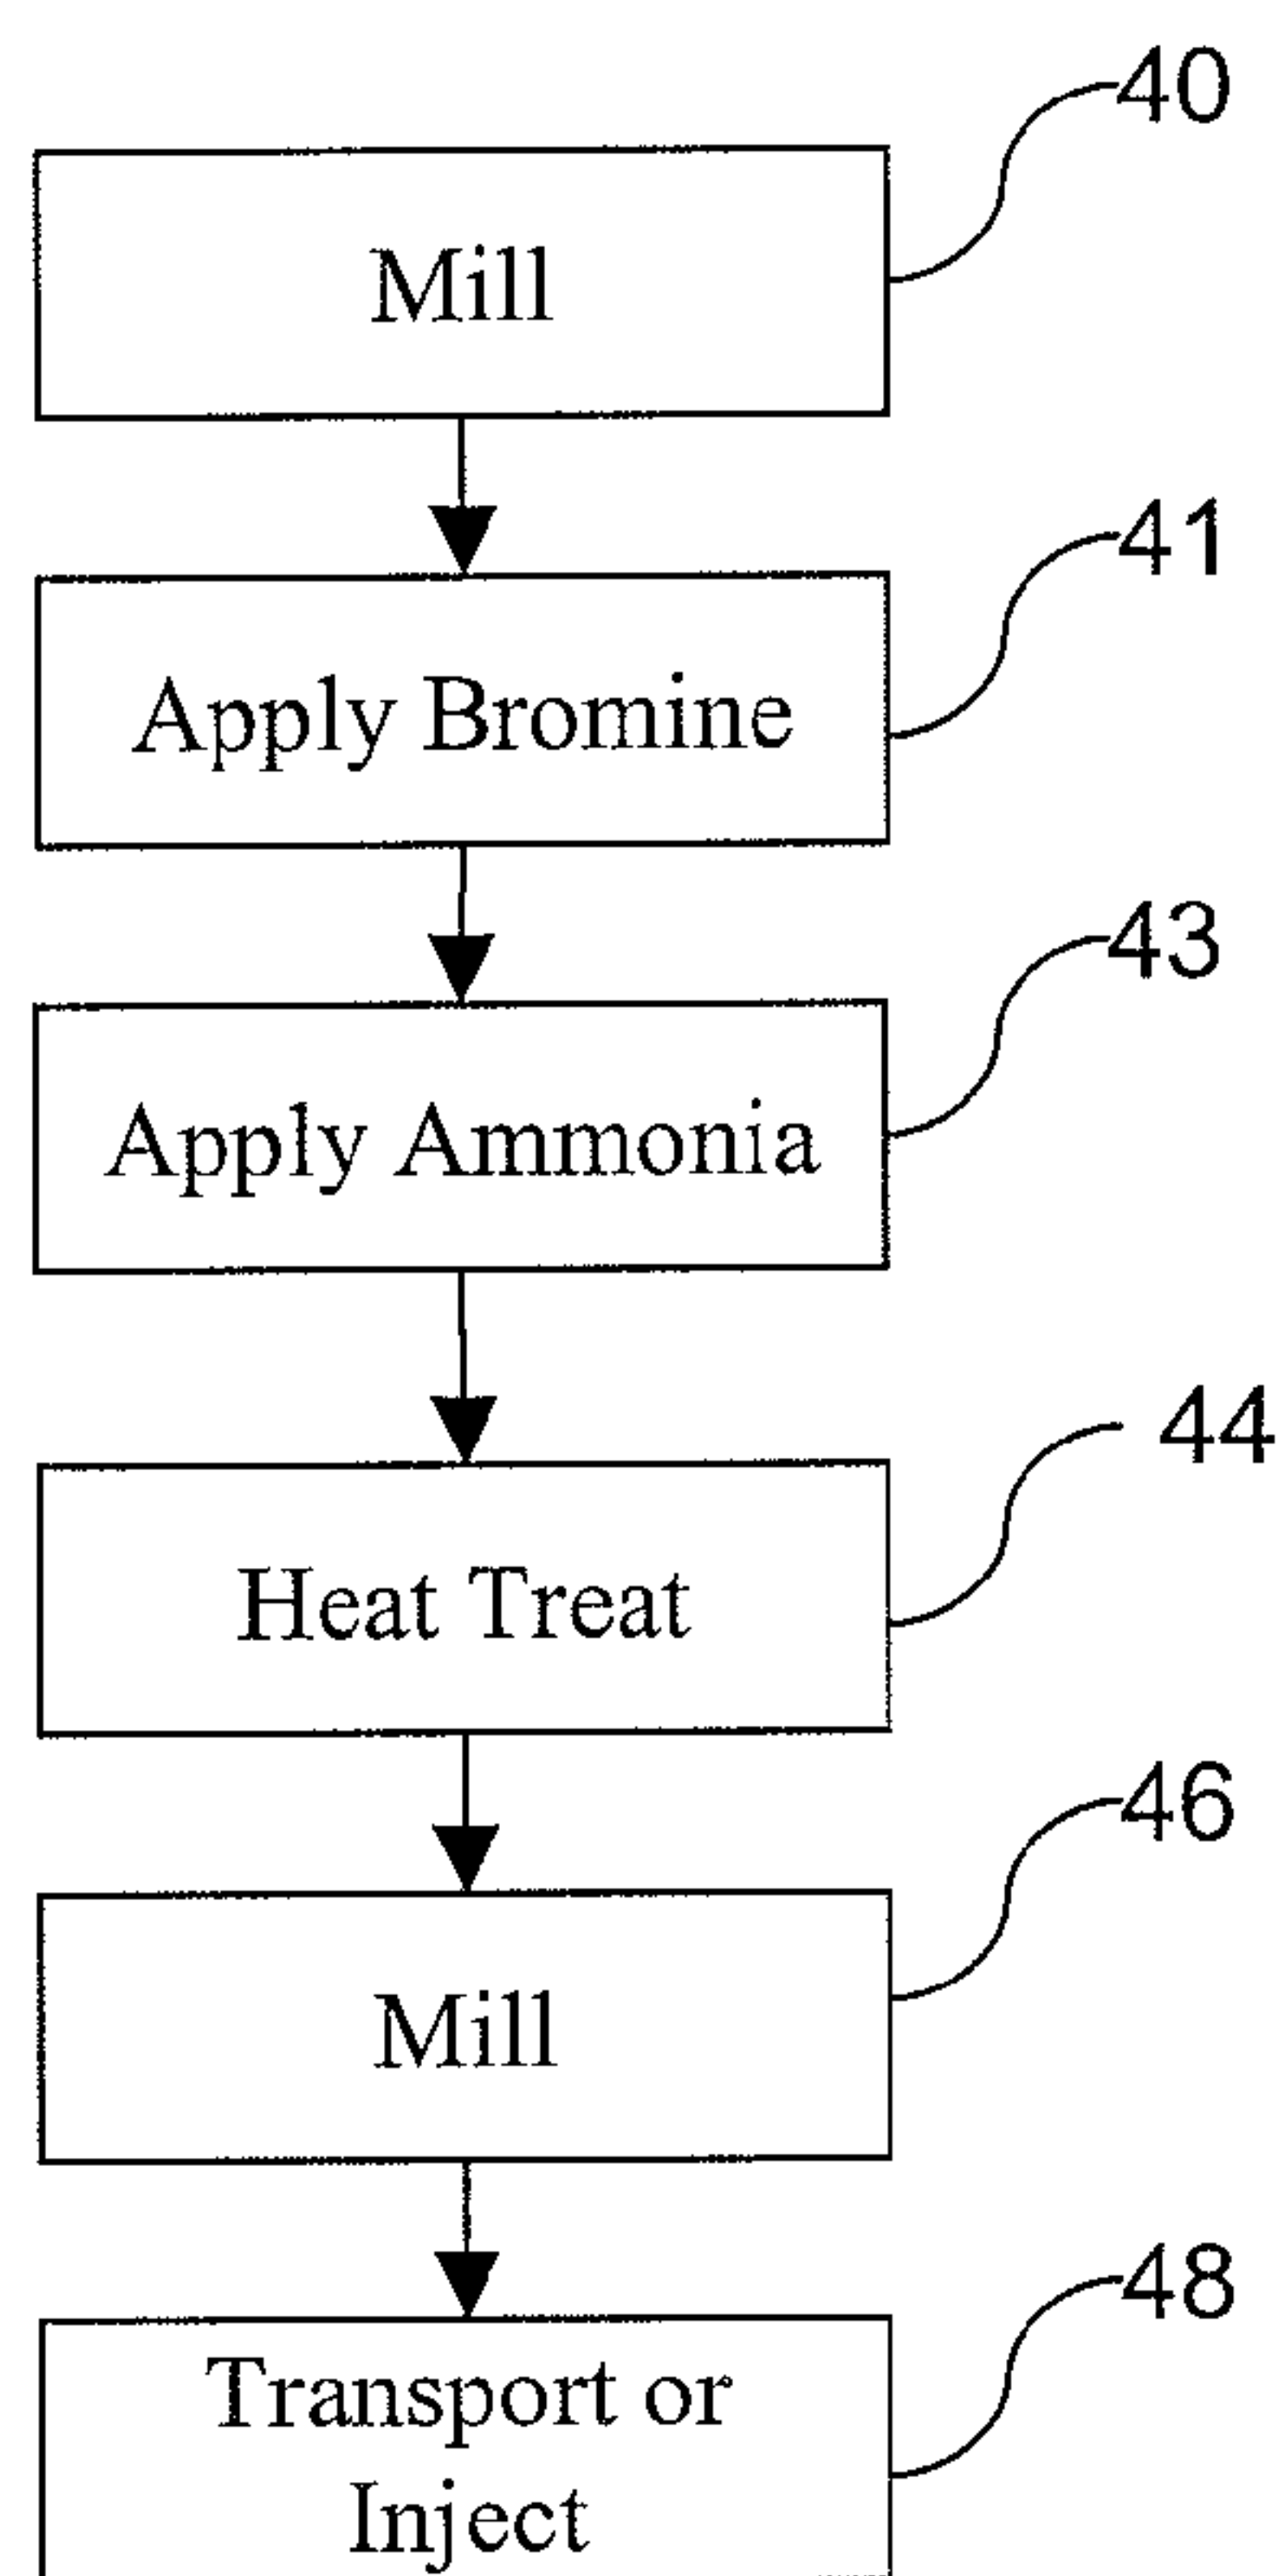 40
Mill
41
Apply Bromine
43
Apply Ammonia
44
Heat Treat
46
Mill
48
Transport or
Inject